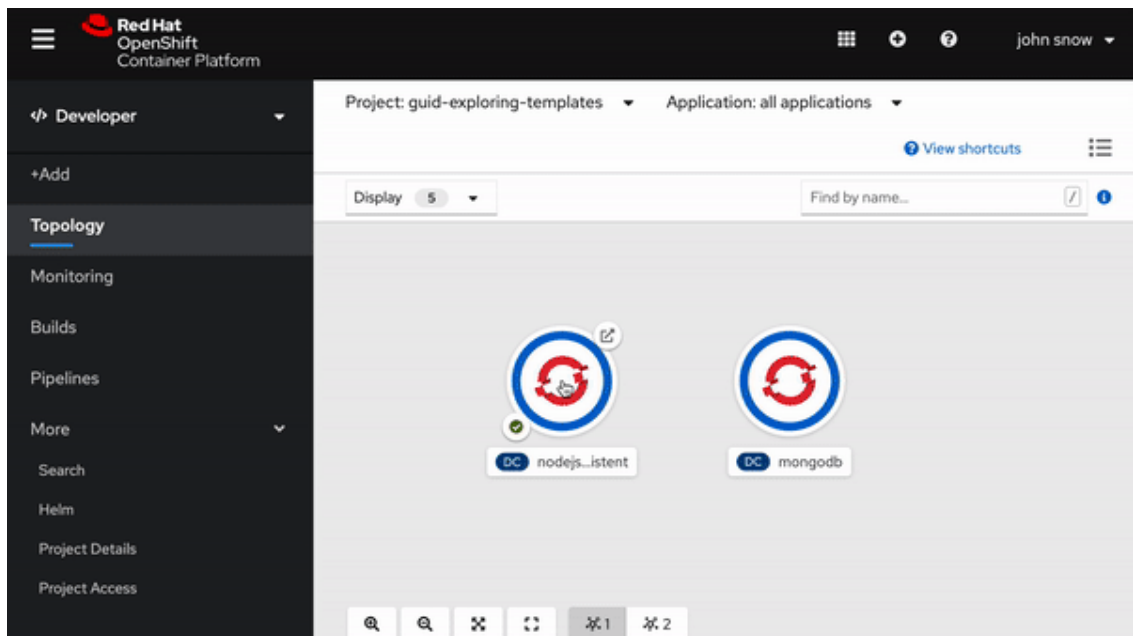 Red Hat
OpenShift
Container Platform
john snow
</> Developer
Project: guid-exploring-templates
Application: all applications
View shortcuts
+Add
Display 5
Find by name...
/
Topology
Monitoring
Builds
Pipelines
More
Search
Helm
Project Details
Project Access
DC nodejs...istent
DC mongodb
1
2